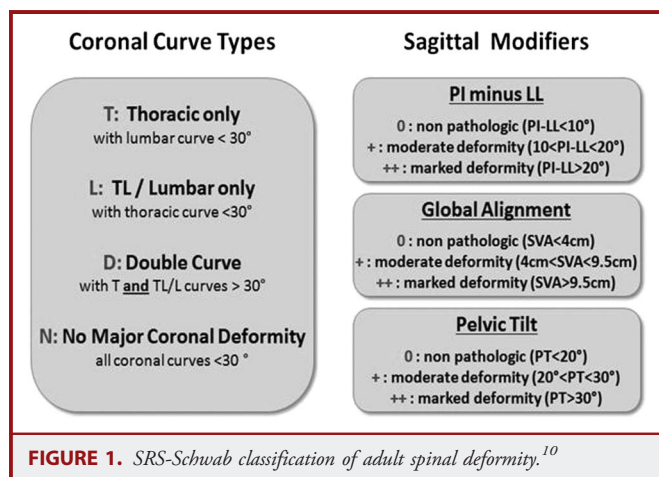 Coronal Curve Types
T: Thoracic only
with lumbar curve < 30°
L: TL / Lumbar only
with thoracic curve <30°
D: Double Curve
with T and TL/L curves > 30°
N: No Major Coronal Deformity
all coronal curves <30 °
Sagittal Modifiers
PI minus LL
0 : non pathologic (PI-LL<10°)
+ : moderate deformity (10<PI-LL<20°)
++ : marked deformity (PI-LL>20°)
Global Alignment
0 : non pathologic (SVA<4cm)
+ : moderate deformity (4cm<SVA<9.5cm)
++ : marked deformity (SVA>9.5cm)
Pelvic Tilt
0 : non pathologic (PT<20°)
+ : moderate deformity (20°<PT<30°)
++ : marked deformity (PT>30°)
FIGURE 1. SRS-Schwab classification of adult spinal deformity.10